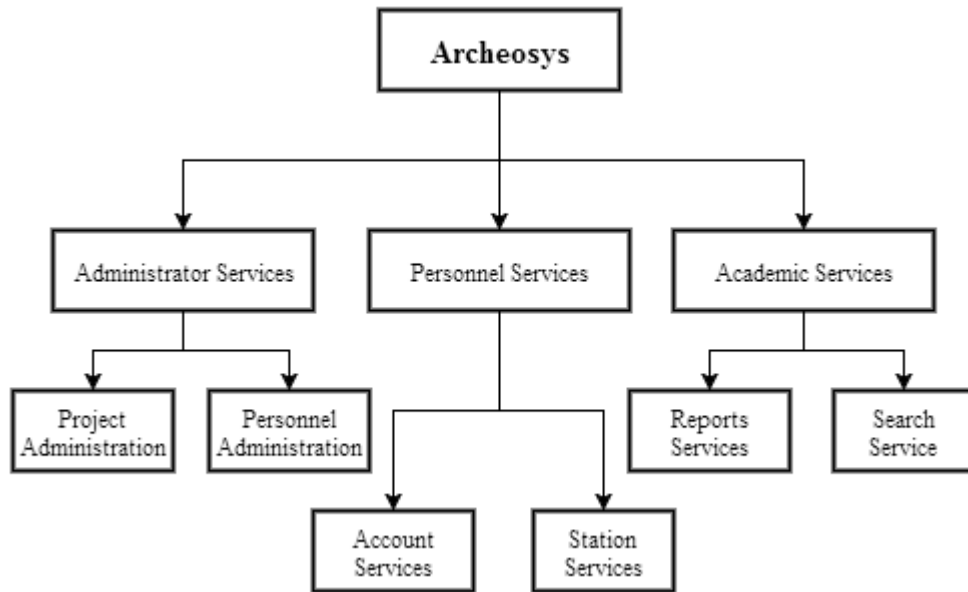 Archeosys
Administrator Services
Personnel Services
Academic Services
Project
Administration
Personnel
Administration
Reports
Services
Search
Service
Account
Services
Station
Services